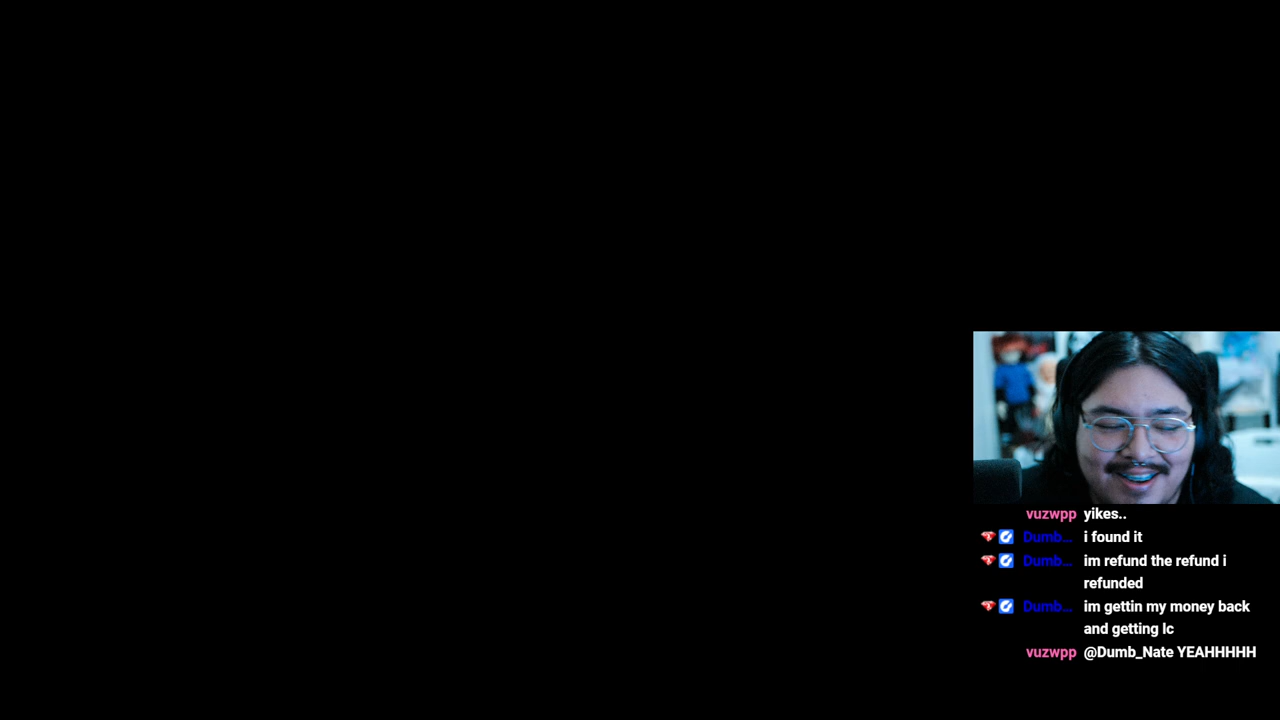 vuzwpp yikes..
Dumb... i found it
Dumb... im refund the refund i
refunded
Dumb... im gettin my money back
and getting lc
vuzwpp @Dumb_Nate YEAHHHHH